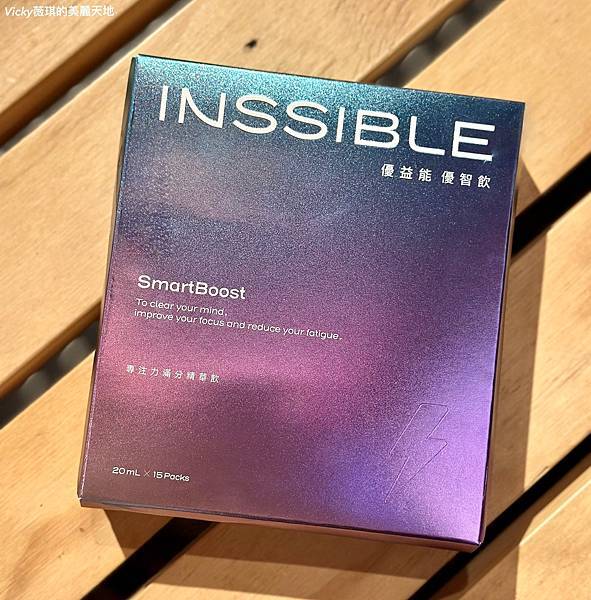 Vicky薇琪的美麗天地
INSSIBLE
優益能 優智飲
SmartBoost
To clear your mind,
improve your focus and reduce your fatigue.
專注力滿分精萃飲
20mL × 15 Packs